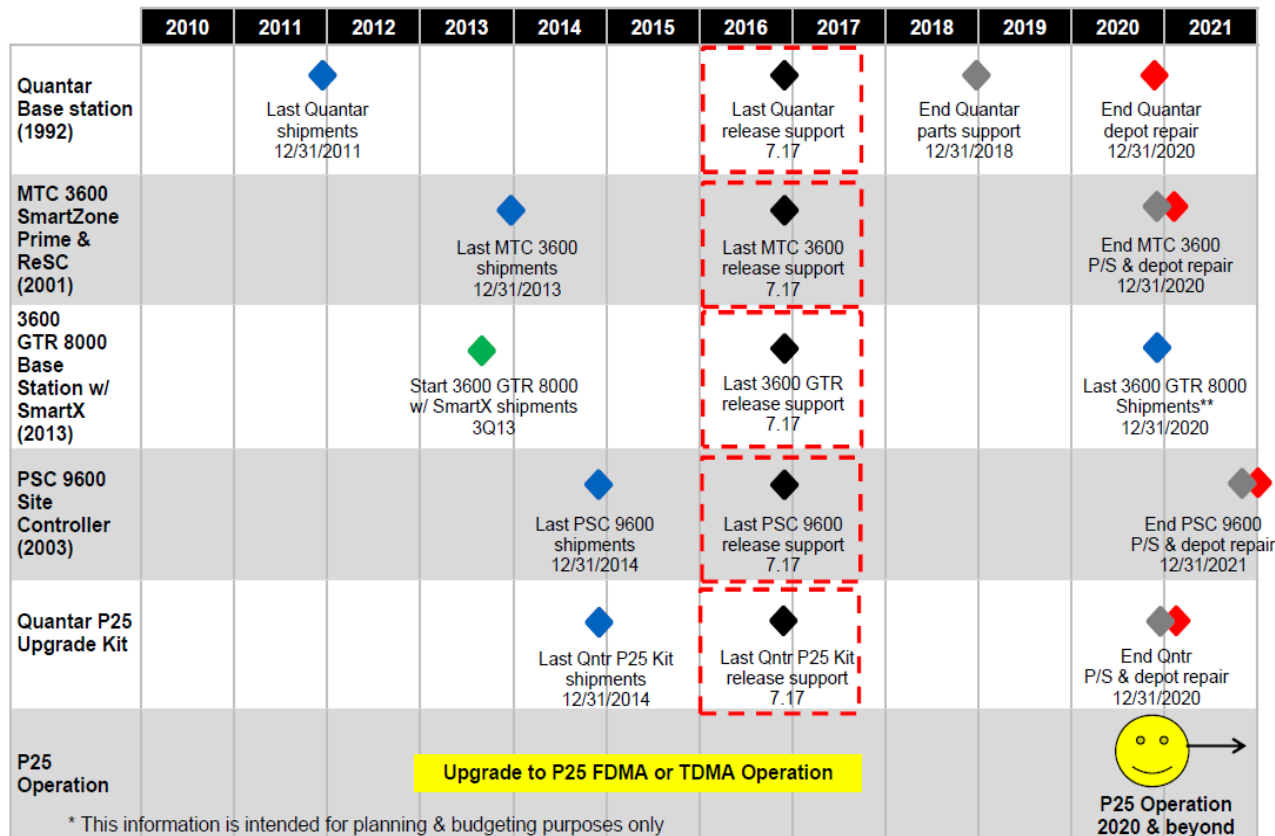 2010 2011 2012 2013 2014 2015 2016 2017 2018 2019 2020 2021
Quantar
Base station
(1992)
Last Quantar
shipments
12/31/2011
Last Quantar
release support
7.17
End Quantar
parts support
12/31/2018
End Quantar
depot repair
12/31/2020
MTC 3600
SmartZone
Prime &
ReSC
(2001)
Last MTC 3600
shipments
12/31/2013
Last MTC 3600
release support
7.17
End MTC 3600
P/S & depot repair
12/31/2020
3600
GTR 8000
Base
Station w/
SmartX
(2013)
Start 3600 GTR 8000
w/ SmartX shipments
3Q13
Last 3600 GTR
release support
7.17
Last 3600 GTR 8000
Shipments**
12/31/2020
PSC 9600
Site
Controller
(2003)
Last PSC 9600
shipments
12/31/2014
Last PSC 9600
release support
7.17
End PSC 9600
P/S & depot repair
12/31/2021
Quantar P25
Upgrade Kit
Last Qntr P25 Kit
shipments
12/31/2014
Last Qntr P25 Kit
release support
7.17
End Qntr
P/S & depot repair
12/31/2020
P25
Operation
Upgrade to P25 FDMA or TDMA Operation
P25 Operation
2020 & beyond
* This information is intended for planning & budgeting purposes only